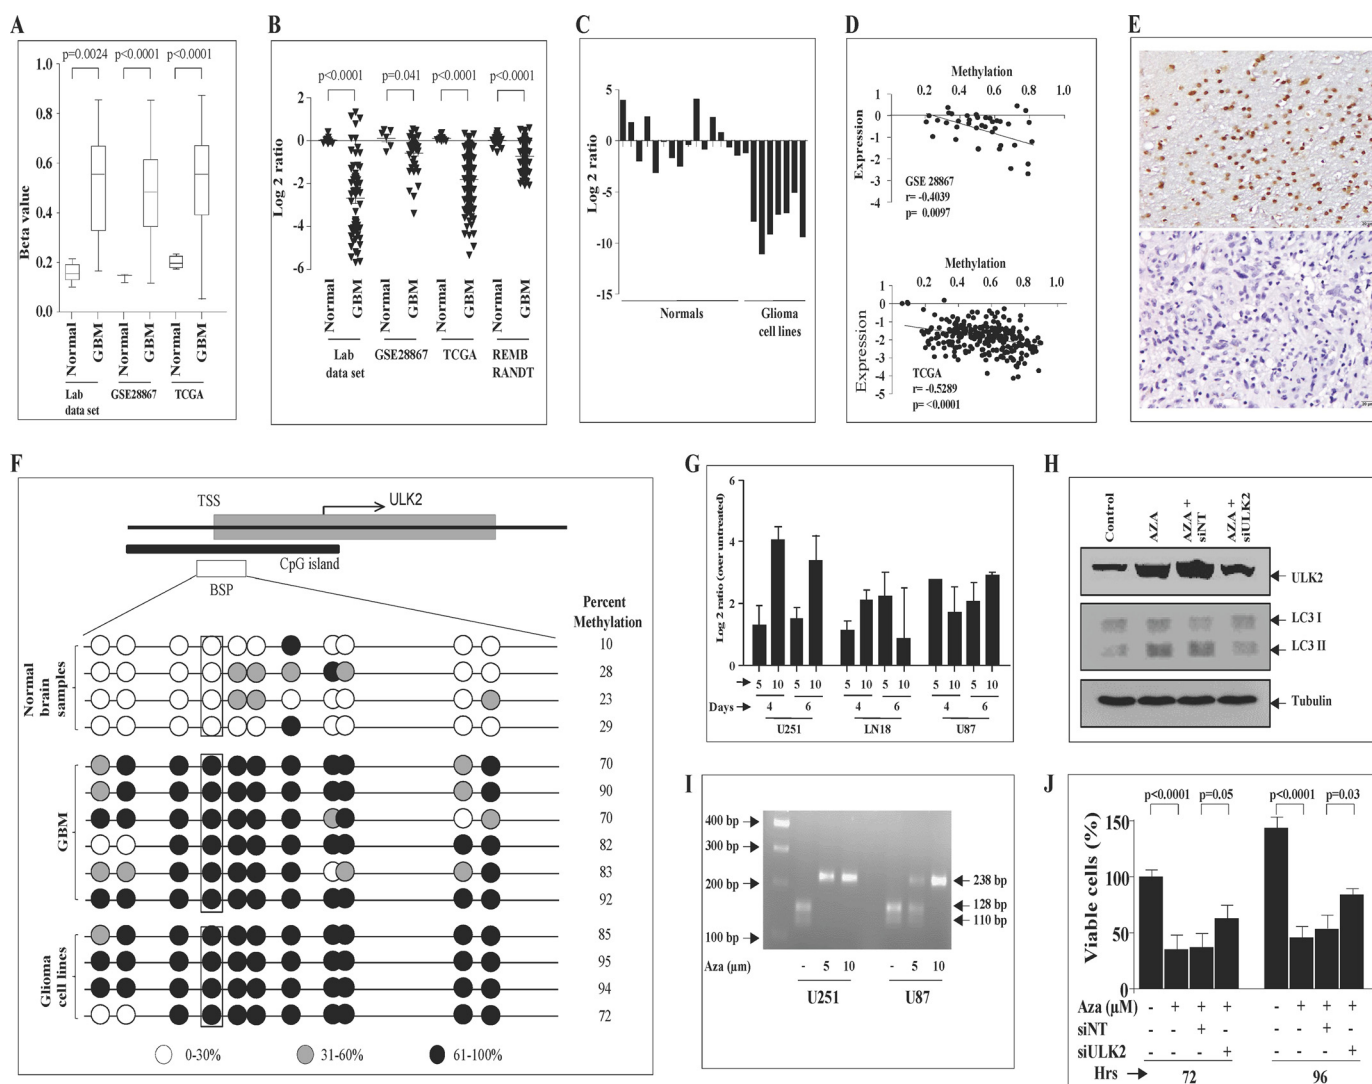 A
p=0.0024 p<0.0001 p<0.0001
1.0
0.8
0.6
0.4
0.2
0.0
Beta value
Normal GBM Normal GBM Normal GBM
Lab data set GSE28867 TCGA
B
p<0.0001 p=0.041 p<0.0001 p<0.0001
2
0
-2
-4
-6
Log 2 ratio
Normal GBM Normal GBM Normal GBM Normal GBM
Lab data set GSE28867 TCGA REMB RANDT
C
5
0
-5
-10
-15
Log 2 ratio
Normals Glioma cell lines
D
Methylation
0.2 0.4 0.6 0.8 1.0
1
0
-1
-2
-3
-4
Expression
GSE 28867
r= -0.4039
p= 0.0097
Methylation
0.2 0.4 0.6 0.8 1.0
1
0
-1
-2
-3
-4
-5
Expression
TCGA
r= -0.5289
p= <0.0001
E
F
TSS ULK2
CpG island
BSP
Percent
Methylation
Normal brain samples
10
28
23
29
GBM
70
90
70
82
83
92
Glioma cell lines
85
95
94
72
0-30% 31-60% 61-100%
G
Log 2 ratio (over untreated)
6
4
2
0
5 10 5 10 5 10 5 10 5 10 5 10
Days 4 6 4 6 4 6
U251 LN18 U87
H
Control AZA AZA + siNT AZA + siULK2
ULK2
LC3 I
LC3 II
Tubulin
I
400 bp
300 bp
200 bp
100 bp
238 bp
128 bp
110 bp
Aza (μm) - 5 10 - 5 10
U251 U87
J
p<0.0001 p=0.05 p<0.0001 p=0.03
Viable cells (%)
150
100
50
0
Aza (μM) - + + + - + + +
siNT - - + - - - + -
siULK2 - - - + - - - +
Hrs 72 96